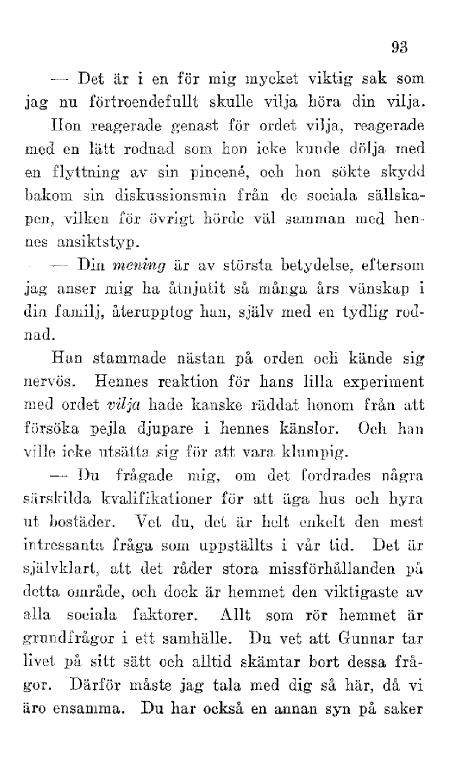 93
— Det är i en för mig mycket viktig sak som
jag nu förtroendefullt skulle vilja höra din vilja.
Hon reagerade genast för ordet vilja, reagerade
med en lätt rodnad som hon icke kunde dölja med
en flyttning av sin pincené, och hon sökte skydd
bakom sin diskussionsmin från de sociala sällska-
pen, vilken för övrigt hörde väl samman med hen-
nes ansiktstyp.
— Din mening är av största betydelse, eftersom
jag anser mig ha åtnjutit så många års vänskap i
din familj, återupptog han, själv med en tydlig rod-
nad.
Han stammade nästan på orden och kände sig
nervös. Hennes reaktion för hans lilla experiment
med ordet vilja hade kanske räddat honom från att
försöka pejla djupare i hennes känslor. Och han
ville icke utsätta sig för att vara klumpig.
— Du frågade mig, om det fordrades några
särskilda kvalifikationer för att äga hus och hyra
ut bostäder. Vet du, det är helt enkelt den mest
intressanta fråga som uppställts i vår tid. Det är
självklart, att det råder stora missförhållanden på
detta område, och dock är hemmet den viktigaste av
alla sociala faktorer. Allt som rör hemmet är
grundfrågor i ett samhälle. Du vet att Gunnar tar
livet på sitt sätt och alltid skämtar bort dessa frå-
gor. Därför måste jag tala med dig så här, då vi
äro ensamma. Du har också en annan syn på saker